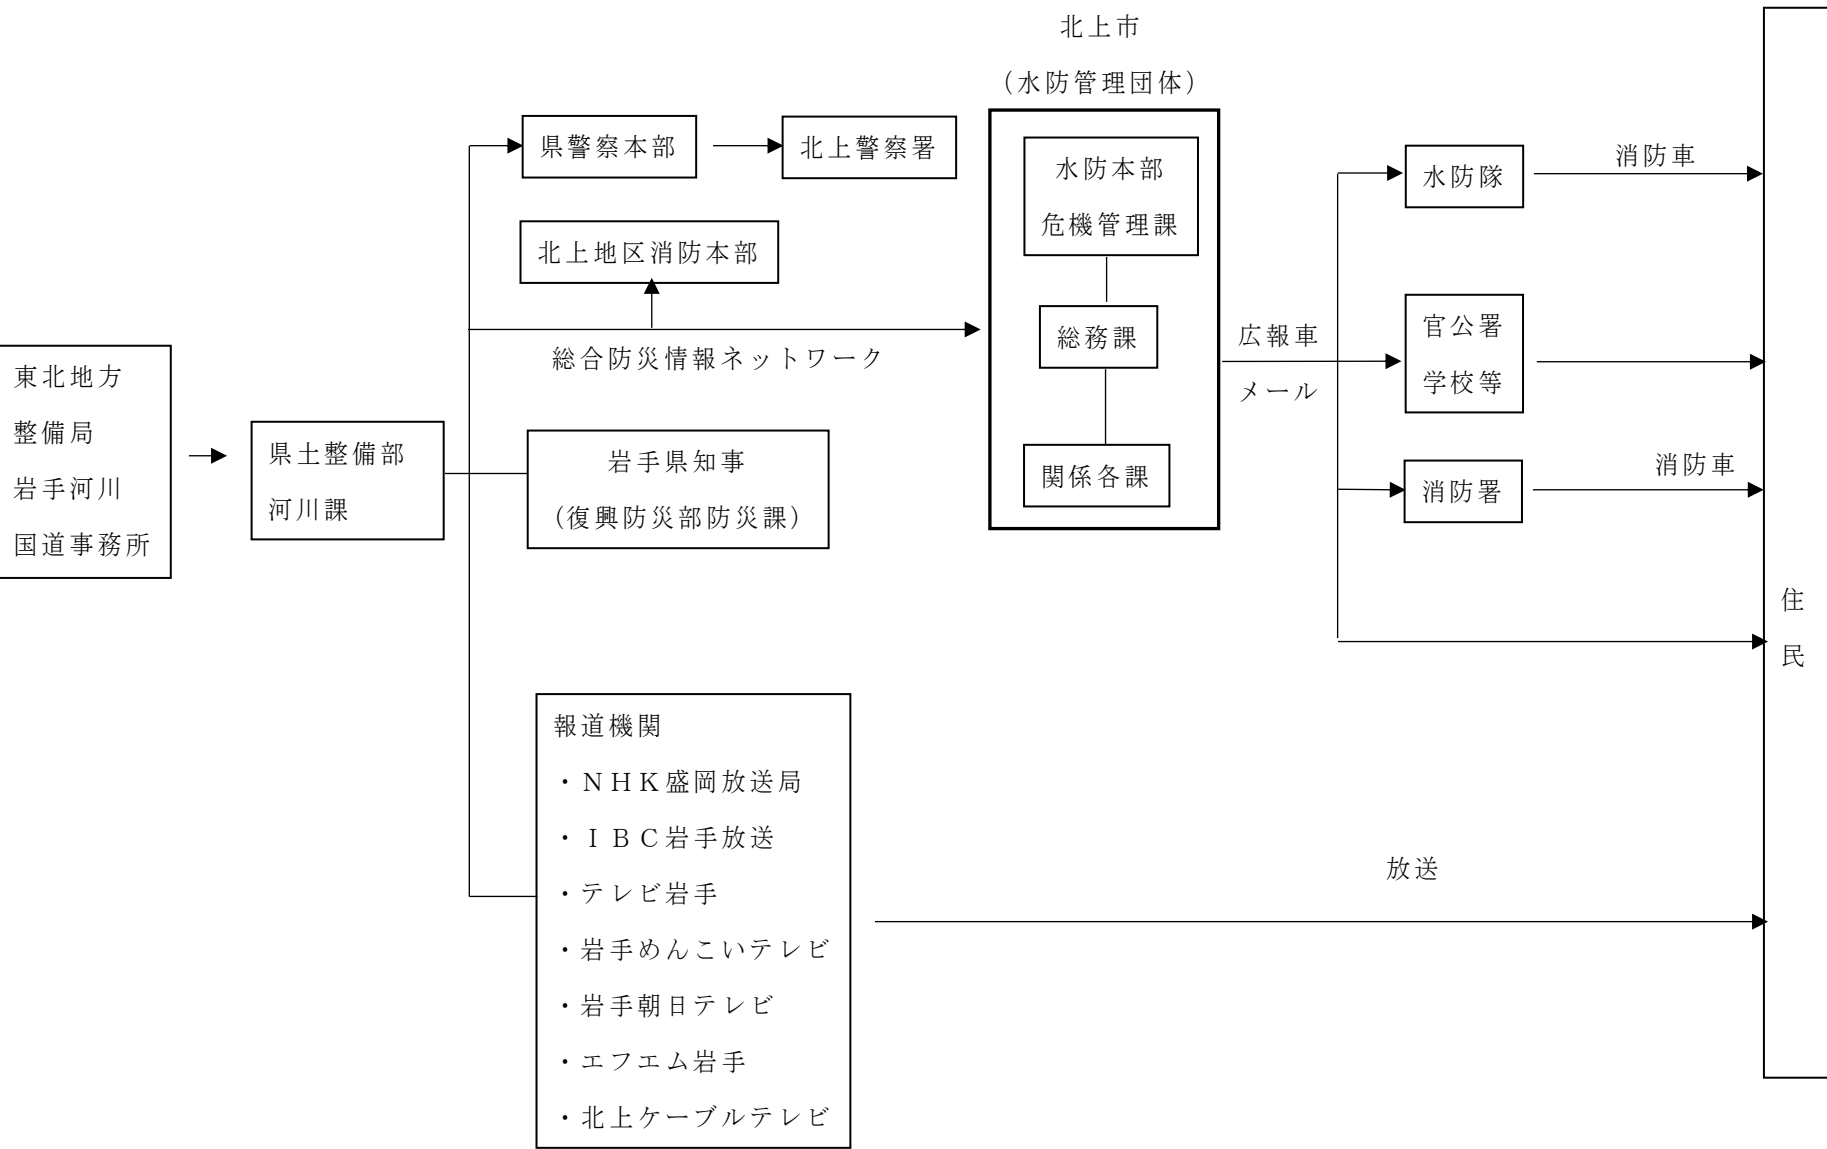 東北地方
整備局
岩手河川
国道事務所
県土整備部
河川課
県警察本部
北上警察署
北上地区消防本部
総合防災情報ネットワーク
岩手県知事
（復興防災部防災課）
報道機関
・ＮＨＫ盛岡放送局
・ＩＢＣ岩手放送
・テレビ岩手
・岩手めんこいテレビ
・岩手朝日テレビ
・エフエム岩手
・北上ケーブルテレビ
北上市
（水防管理団体）
水防本部
危機管理課
総務課
関係各課
広報車
メール
水防隊
消防車
官公署
学校等
消防署
消防車
放送
住
民